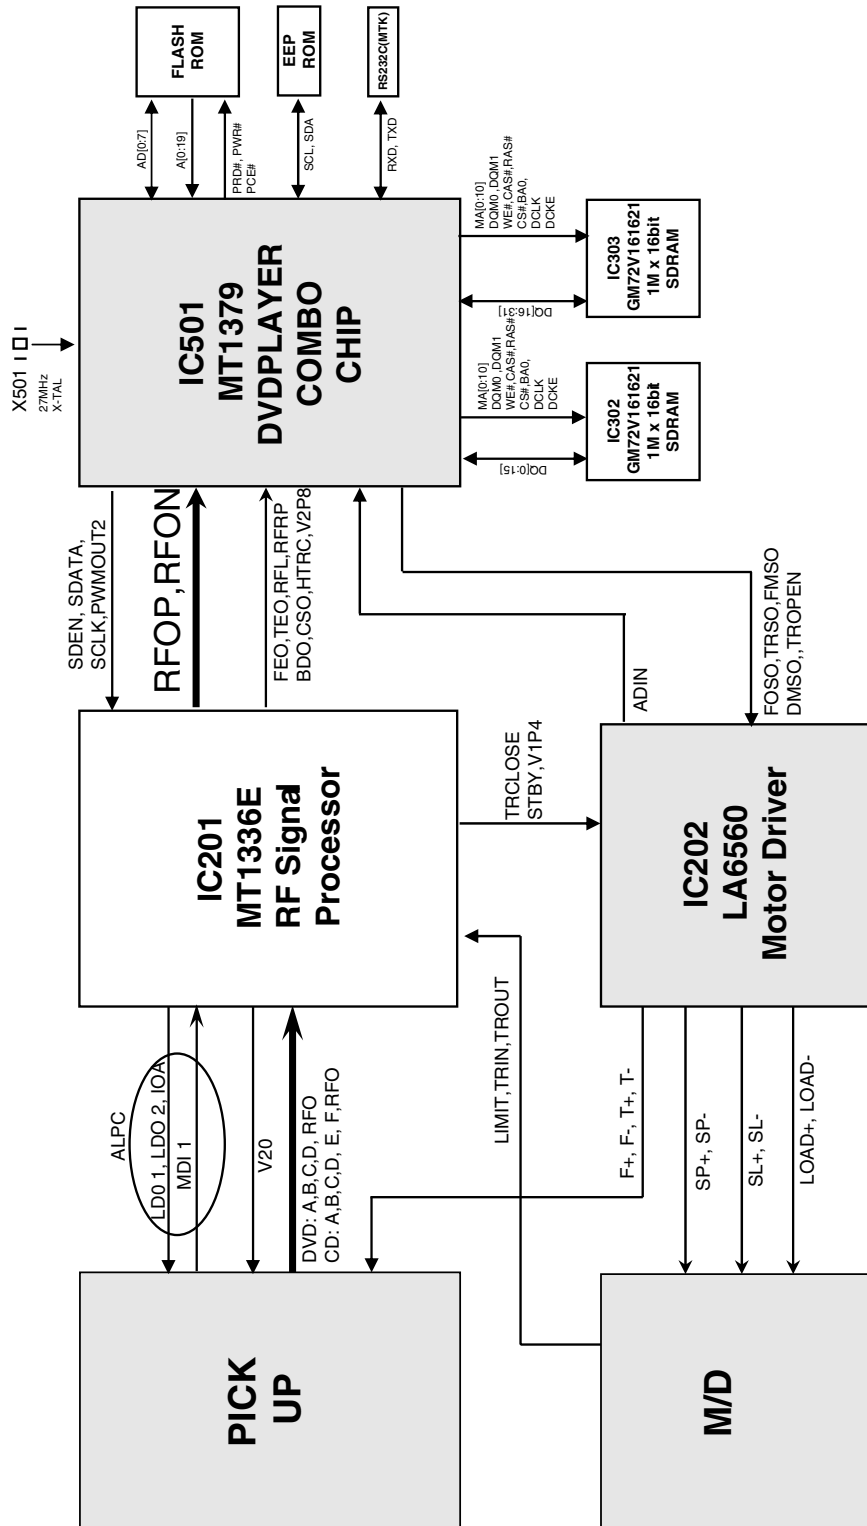 PICK
UP
M/D
ALPC
LD0 1, LDO 2, IOA
MDI 1
V20
DVD: A,B,C,D, RFO
CD: A,B,C,D, E, F,RFO
LIMIT,TRIN,TROUT
F+, F-, T+, T-
SP+, SP-
SL+, SL-
LOAD+, LOAD-
IC201
MT1336E
RF Signal
Processor
TRCLOSE
STBY,V1P4
IC202
LA6560
Motor Driver
SDEN, SDATA,
SCLK,PWMOUT2
RFOP,RFON
FEO,TEO,RFL,RFRP
BDO,CSO,HTRC,V2P8
ADIN
FOSO,TRSO,FMSO
DMSO,,TROPEN
X501
27MHz
X-TAL
IC501
MT1379
DVDPLAYER
COMBO
CHIP
DQ[0:15]
MA[0:10]
DQM0 ,DQM1
WE#,CAS#,RAS#
CS#,BA0,
DCLK
DCKE
IC302
GM72V161621
1M x 16bit
SDRAM
DQ[16:31]
MA[0:10]
DQM0 ,DQM1
WE#,CAS#,RAS#
CS#,BA0,
DCLK
DCKE
IC303
GM72V161621
1M x 16bit
SDRAM
AD[0:7]
A[0:19]
PRD#, PWR#
PCE#
SCL, SDA
RXD, TXD
FLASH
ROM
EEP
ROM
RS232C(MTK)